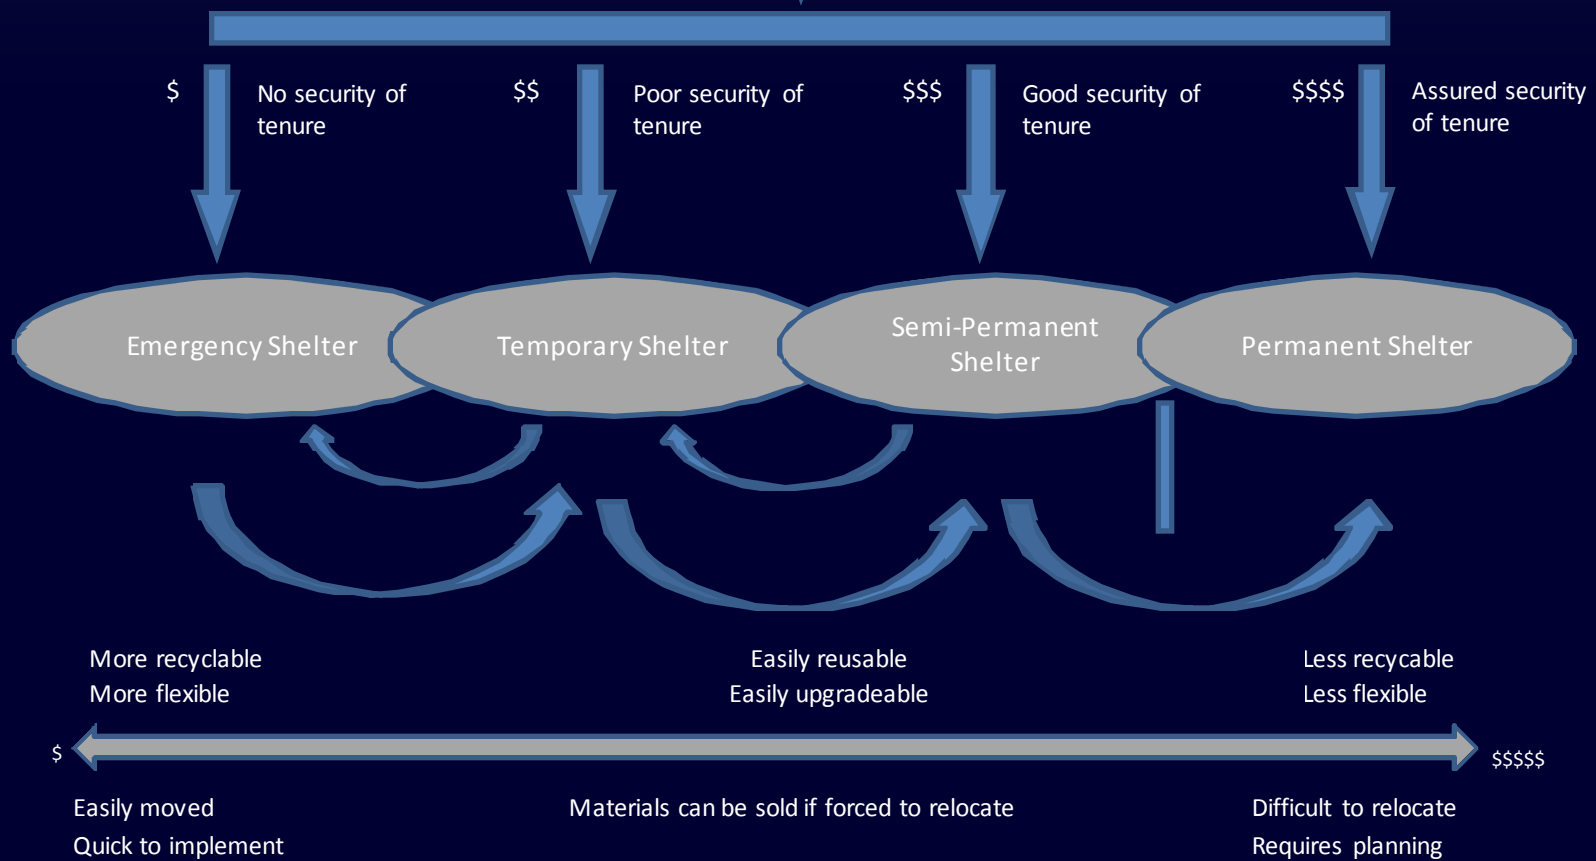 $
No security of
tenure
$$
Poor security of
tenure
$$$
Good security of
tenure
$$$$
Assured security
of tenure
Emergency Shelter
Temporary Shelter
Semi-Permanent
Shelter
Permanent Shelter
More recyclable
More flexible
Easily reusable
Easily upgradeable
Less recycable
Less flexible
$
$$$$$
Easily moved
Quick to implement
Materials can be sold if forced to relocate
Difficult to relocate
Requires planning